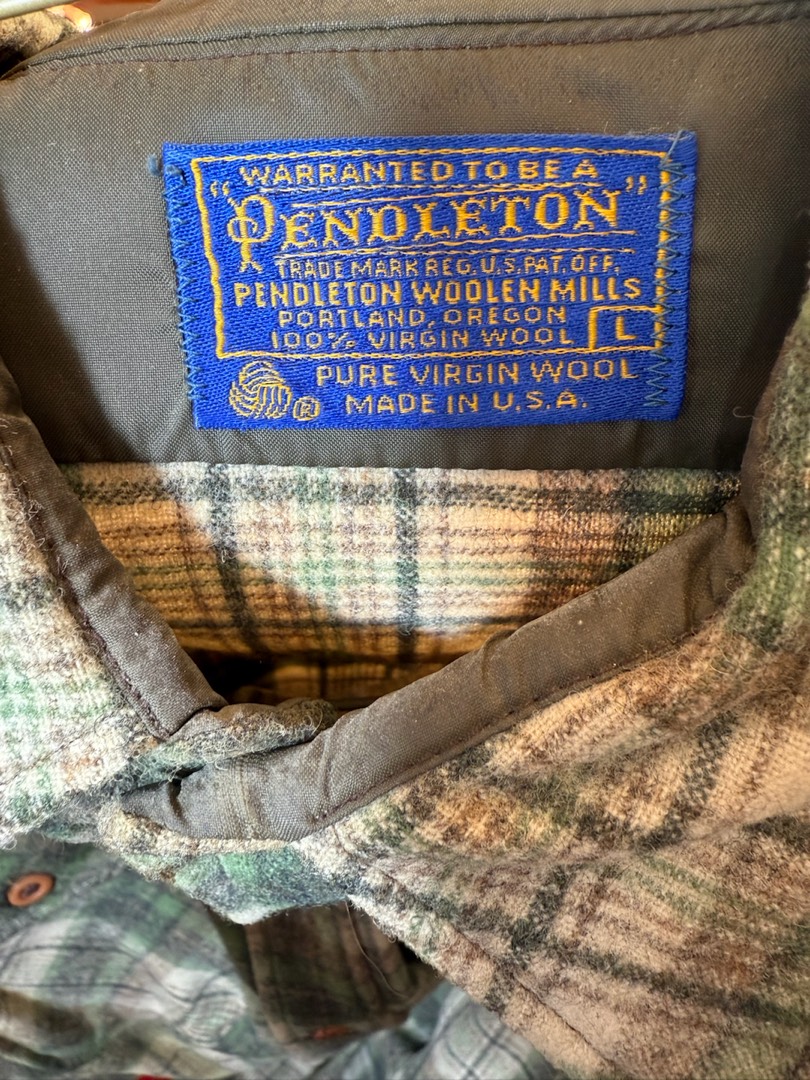 WARRANTED TO BE A
"PENDLETON"
TRADE MARK REG. U.S. PAT. OFF.
PENDLETON WOOLEN MILLS
PORTLAND, OREGON
100% VIRGIN WOOL L
PURE VIRGIN WOOL
® MADE IN U.S.A.